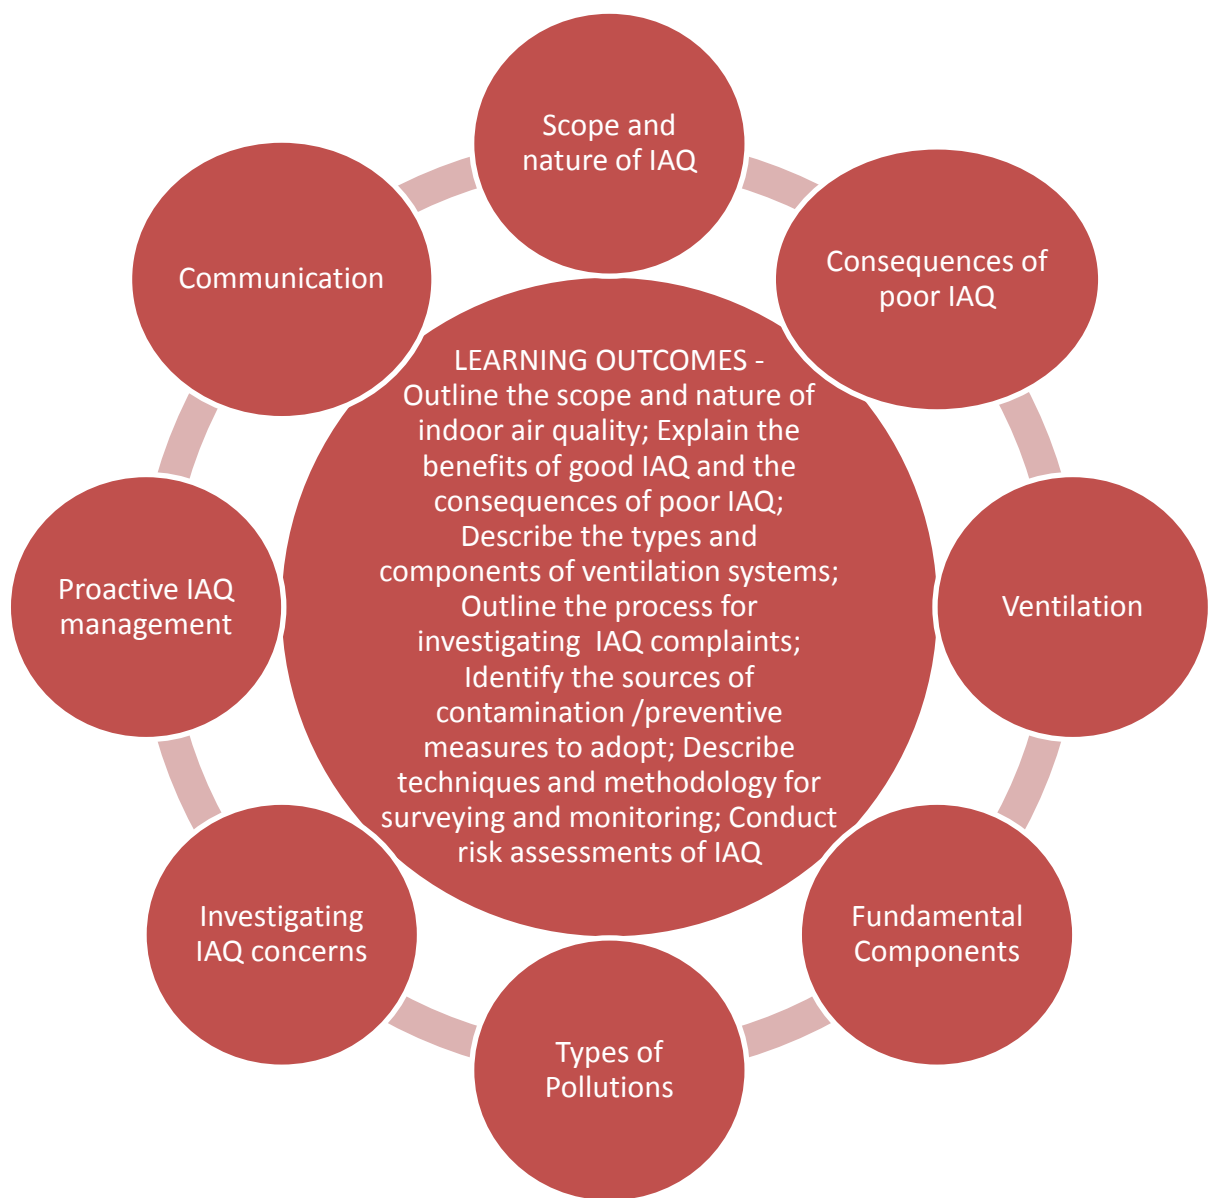 Scope and
nature of IAQ
Consequences of
poor IAQ
Ventilation
Fundamental
Components
Types of
Pollutions
Investigating
IAQ concerns
Proactive IAQ
management
Communication
LEARNING OUTCOMES -
Outline the scope and nature of
indoor air quality; Explain the
benefits of good IAQ and the
consequences of poor IAQ;
Describe the types and
components of ventilation systems;
Outline the process for
investigating  IAQ complaints;
Identify the sources of
contamination /preventive
measures to adopt; Describe
techniques and methodology for
surveying and monitoring; Conduct
risk assessments of IAQ